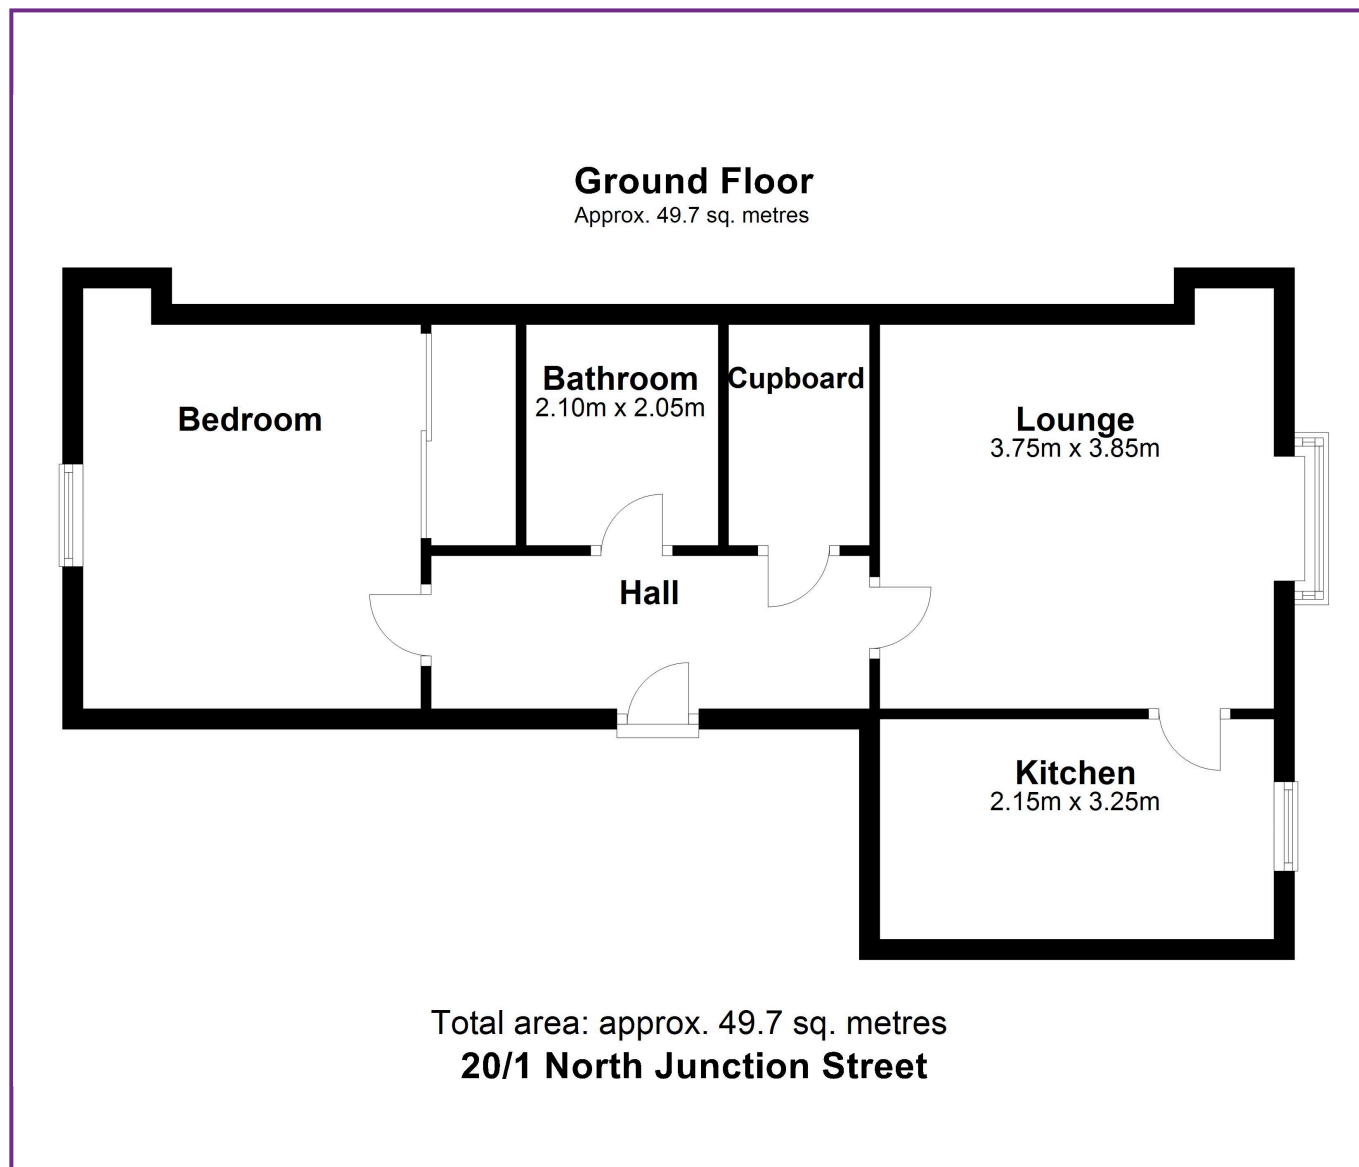 Ground Floor
Approx. 49.7 sq. metres
Bedroom
Bathroom
2.10m x 2.05m
Cupboard
Lounge
3.75m x 3.85m
Hall
Kitchen
2.15m x 3.25m
Total area: approx. 49.7 sq. metres
20/1 North Junction Street